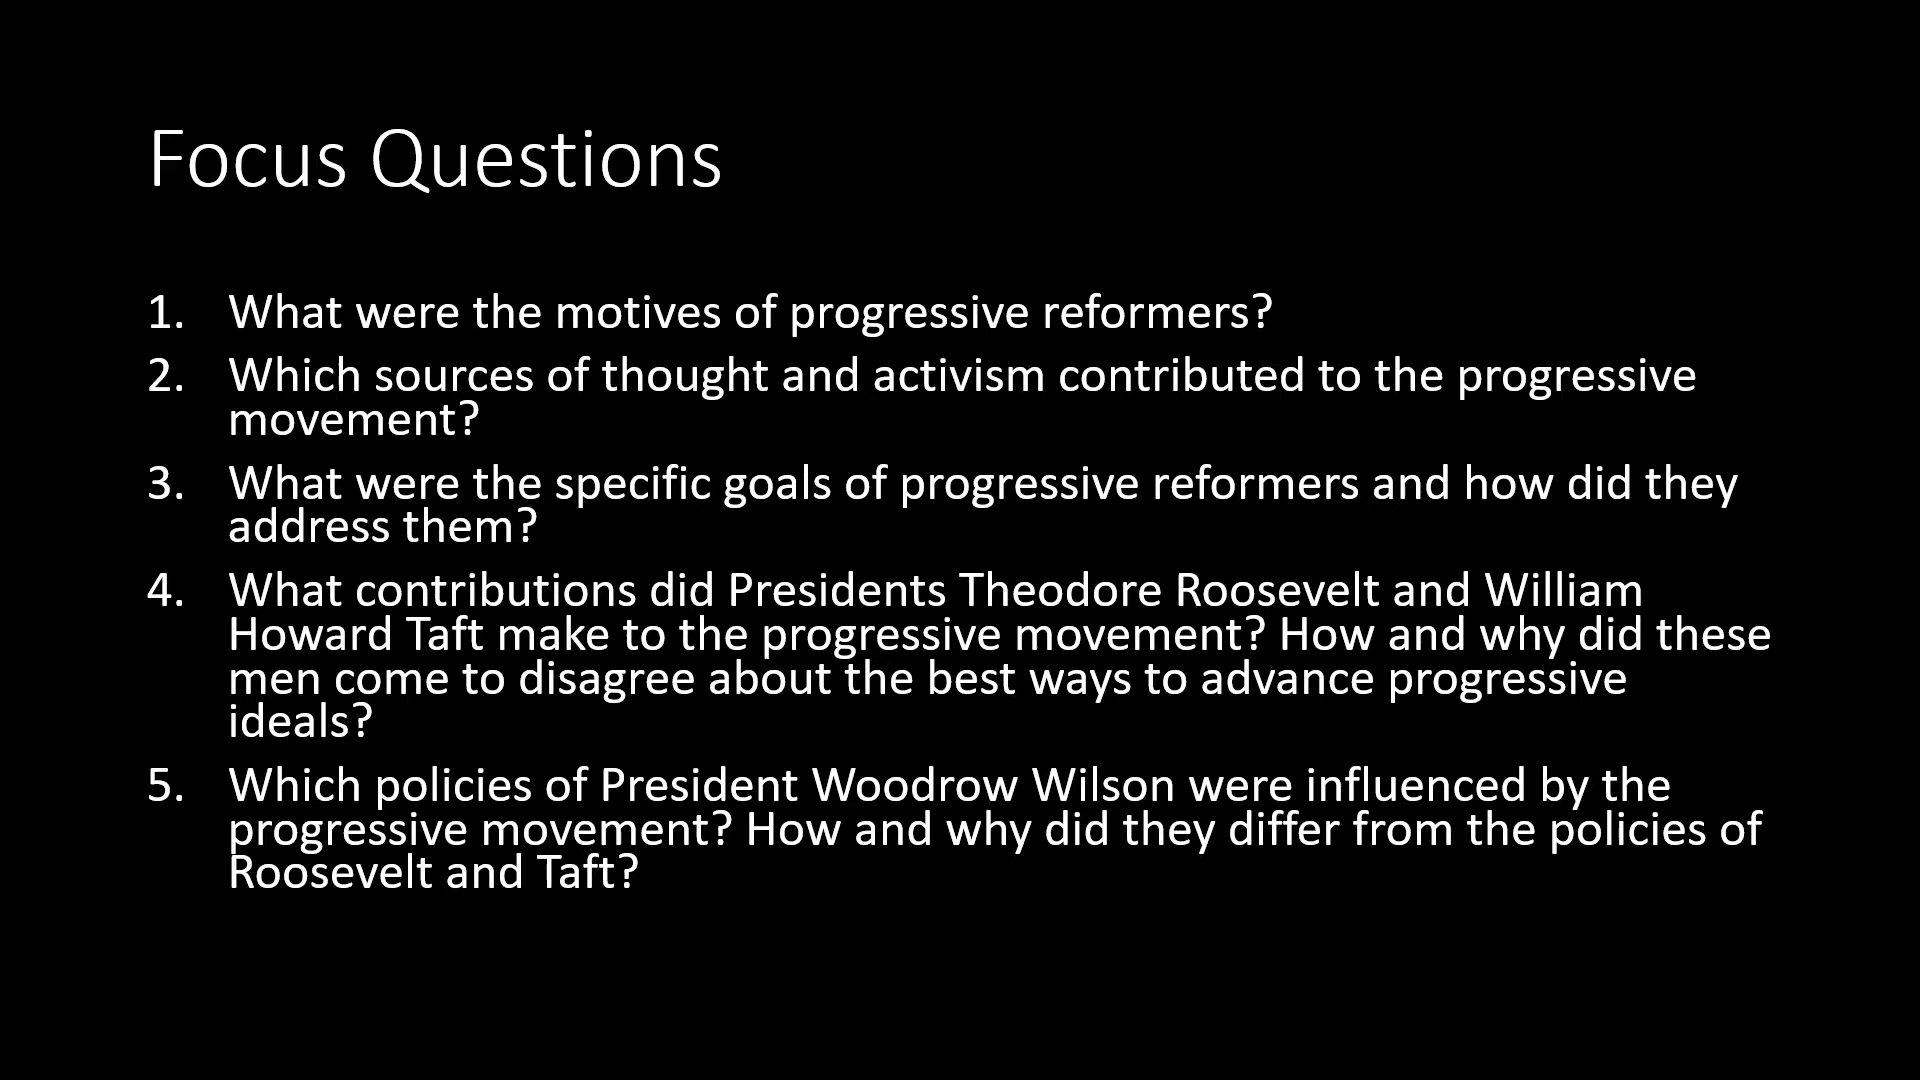 Focus Questions
1. What were the motives of progressive reformers?
2. Which sources of thought and activism contributed to the progressive
movement?
3. What were the specific goals of progressive reformers and how did they
address them?
4. What contributions did Presidents Theodore Roosevelt and William
Howard Taft make to the progressive movement? How and why did these
men come to disagree about the best ways to advance progressive
ideals?
5. Which policies of President Woodrow Wilson were influenced by the
progressive movement? How and why did they differ from the policies of
Roosevelt and Taft?